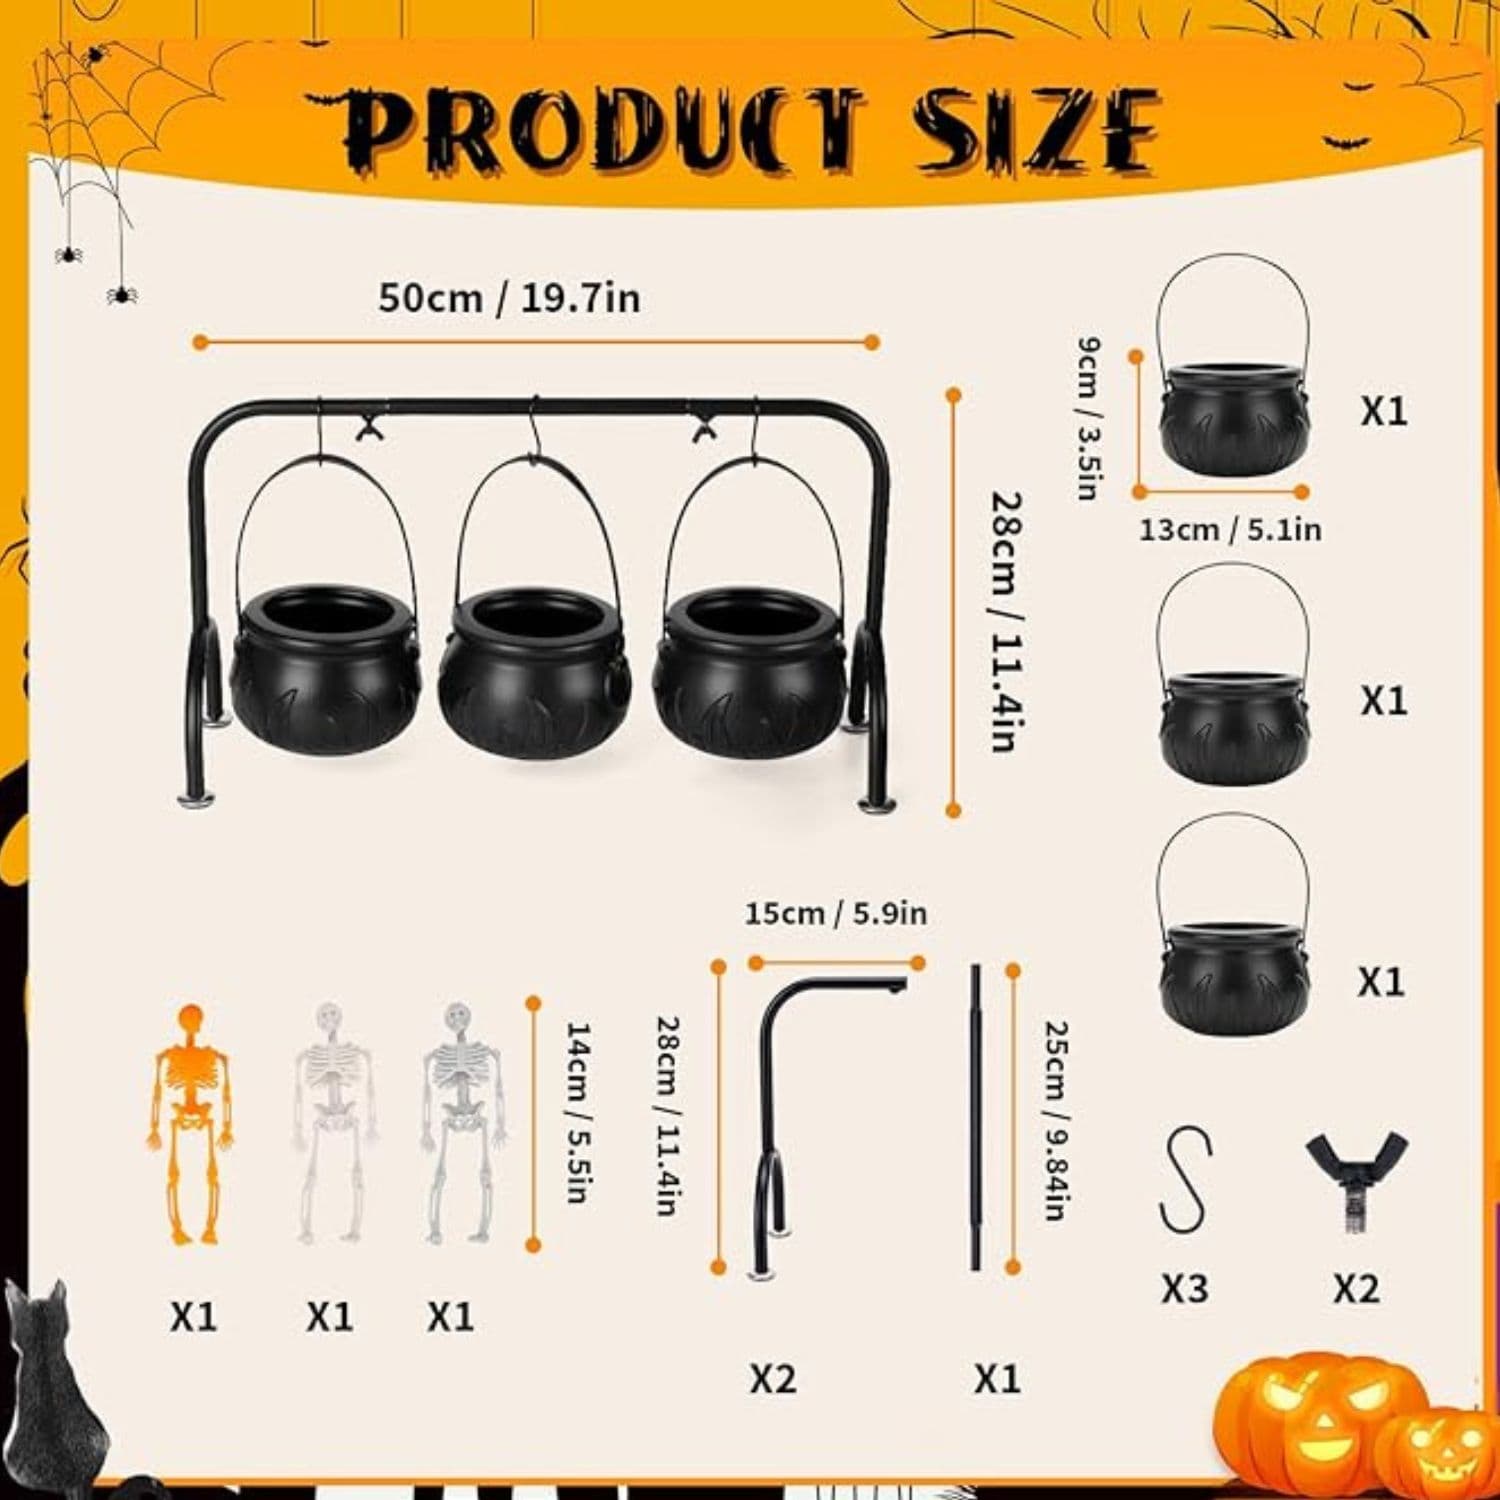 PRODUCT SIZE
50cm / 19.7in
28cm / 11.4in
9cm / 3.5in
X1
13cm / 5.1in
X1
X1
15cm / 5.9in
14cm / 5.5in
28cm / 11.4in
25cm / 9.84in
X1
X1
X1
X2
X1
X3
X2